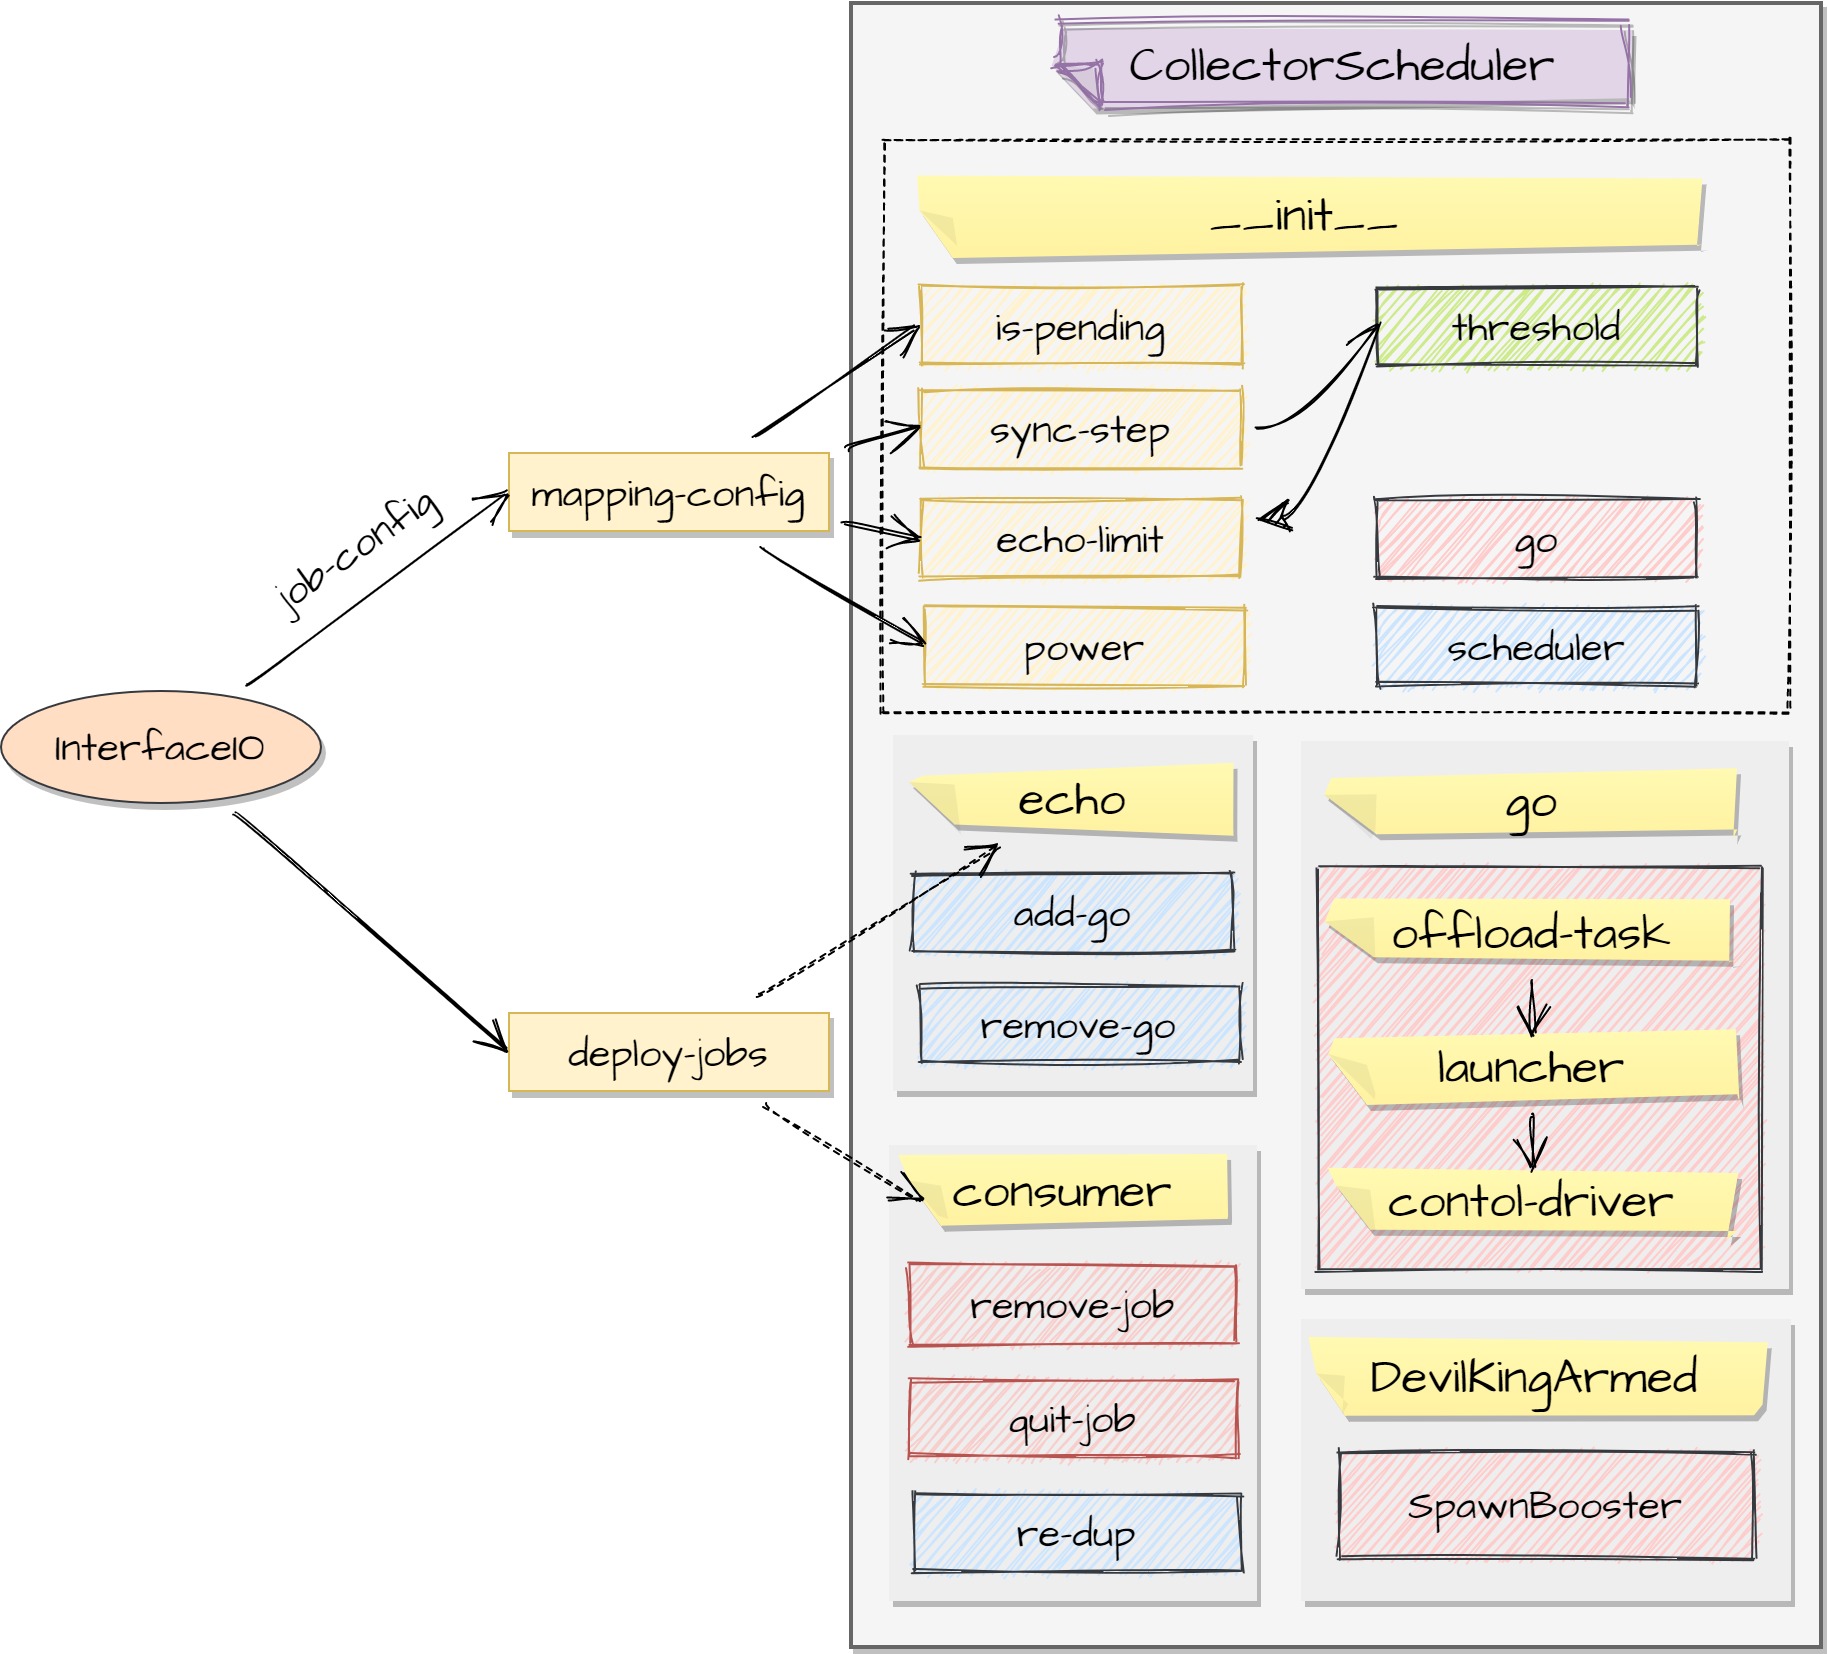 CollectorScheduler
__init__
is-pending
threshold
sync-step
mapping-config
job-config
echo-limit
go
power
scheduler
InterfaceIO
echo
go
add-go
offload-task
remove-go
deploy-jobs
launcher
consumer
contol-driver
remove-job
DevilKingArmed
quit-job
SpawnBooster
re-dup